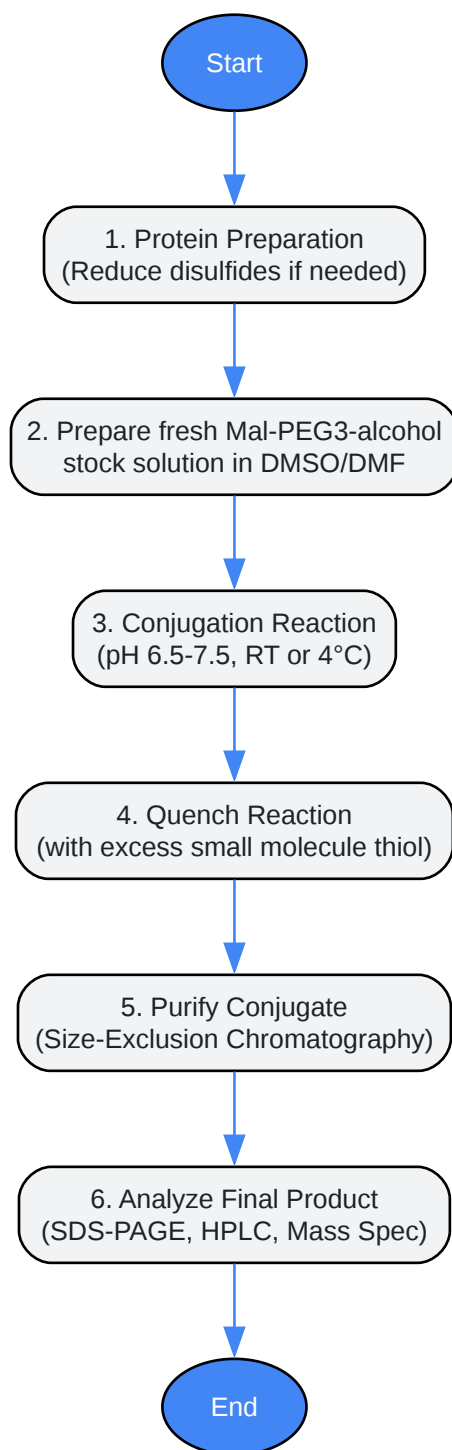 Start
1. Protein Preparation
(Reduce disulfides if needed)
2. Prepare fresh Mal-PEG3-alcohol
stock solution in DMSO/DMF
3. Conjugation Reaction
(pH 6.5-7.5, RT or 4°C)
4. Quench Reaction
(with excess small molecule thiol)
5. Purify Conjugate
(Size-Exclusion Chromatography)
6. Analyze Final Product
(SDS-PAGE, HPLC, Mass Spec)
End